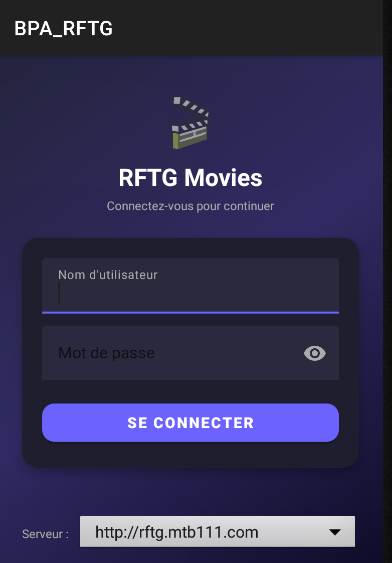 BPA_RFTG
RFTG Movies
Connectez-vous pour continuer
Nom d'utilisateur
Mot de passe
SE CONNECTER
Serveur : http://rftg.mtb111.com